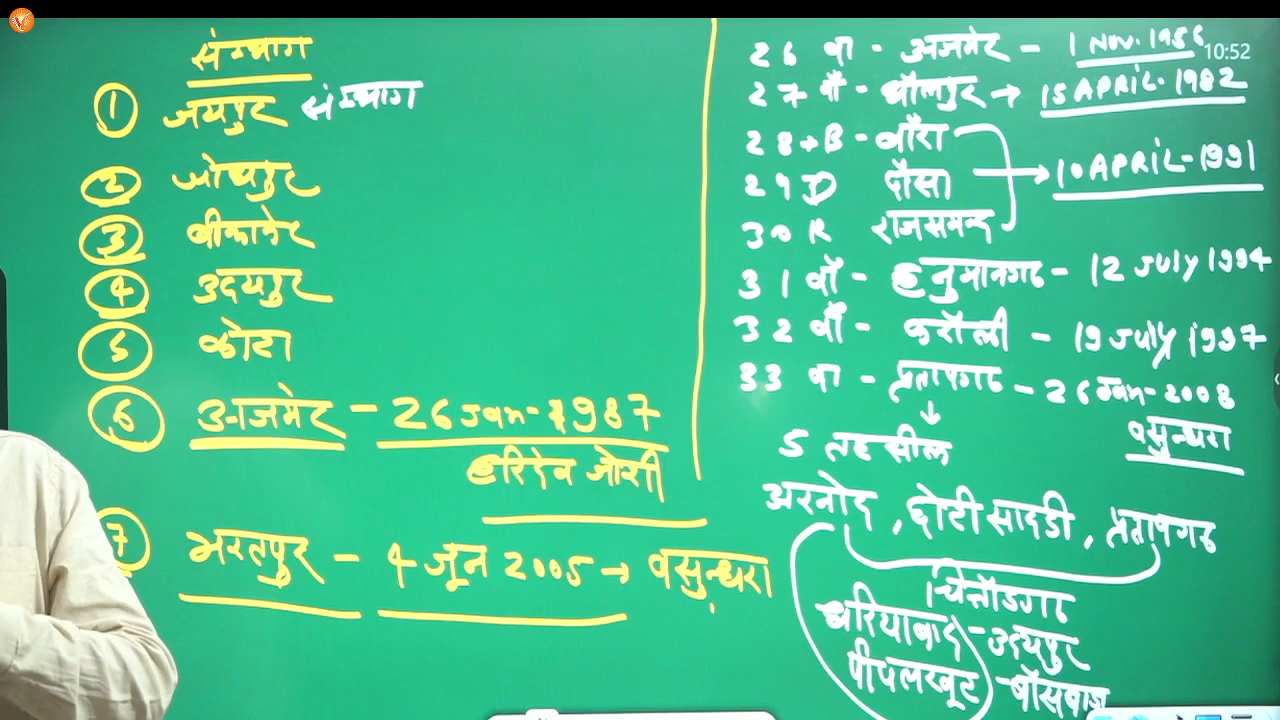 संभाग
① जयपुर संभाग
② जोधपुर
③ बीकानेर
④ उदयपुर
⑤ कोटा
⑥ अजमेर - 26 Jan - 1987
हरिदेव जोशी
⑦ भरतपुर - 4 जून 2005 → वसुन्धरा
26 वा - अजमेर - 1 Nov. 1956
10:52
27 वाँ - धौलपुर → 15 APRIL. 1982
28 → B - बाँरा
29 D दौसा → 10 APRIL - 1991
30 R राजसमन्द
31 वाँ - हनुमानगढ - 12 July 1994
32 वाँ - करौली - 19 July 1997
33 वा - प्रतापगढ - 26 Jan - 2008
वसुन्धरा
5 तहसील
अरनोद, छोटी सादडी, प्रतापगढ
चित्तौडगढ
धरियाबाद - उदयपुर
पीपलखूट - बाँसवाडा